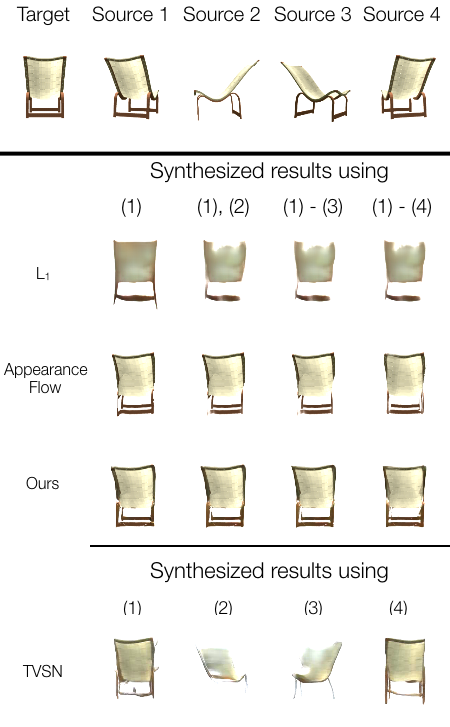 Target Source 1 Source 2 Source 3 Source 4
Synthesized results using
(1) (1), (2) (1) - (3) (1) - (4)
L₁
Appearance
Flow
Ours
Synthesized results using
(1) (2) (3) (4)
TVSN